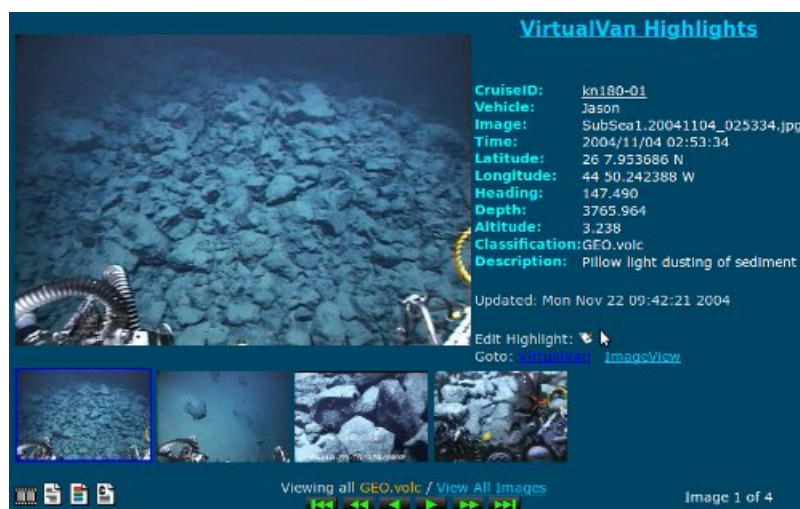 VirtualVan Highlights
CruiseID: kn180-01
Vehicle: Jason
Image: SubSea1.20041104_025334.jpg
Time: 2004/11/04 02:53:34
Latitude: 26 7.953686 N
Longitude: 44 50.242388 W
Heading: 147.490
Depth: 3765.964
Altitude: 3.238
Classification: GEO.volc
Description: Pillow light dusting of sediment
Updated: Mon Nov 22 09:42:21 2004
Edit Highlight:
Goto: VirtualVan ImageView
Viewing all GEO.volc / View All Images
Image 1 of 4